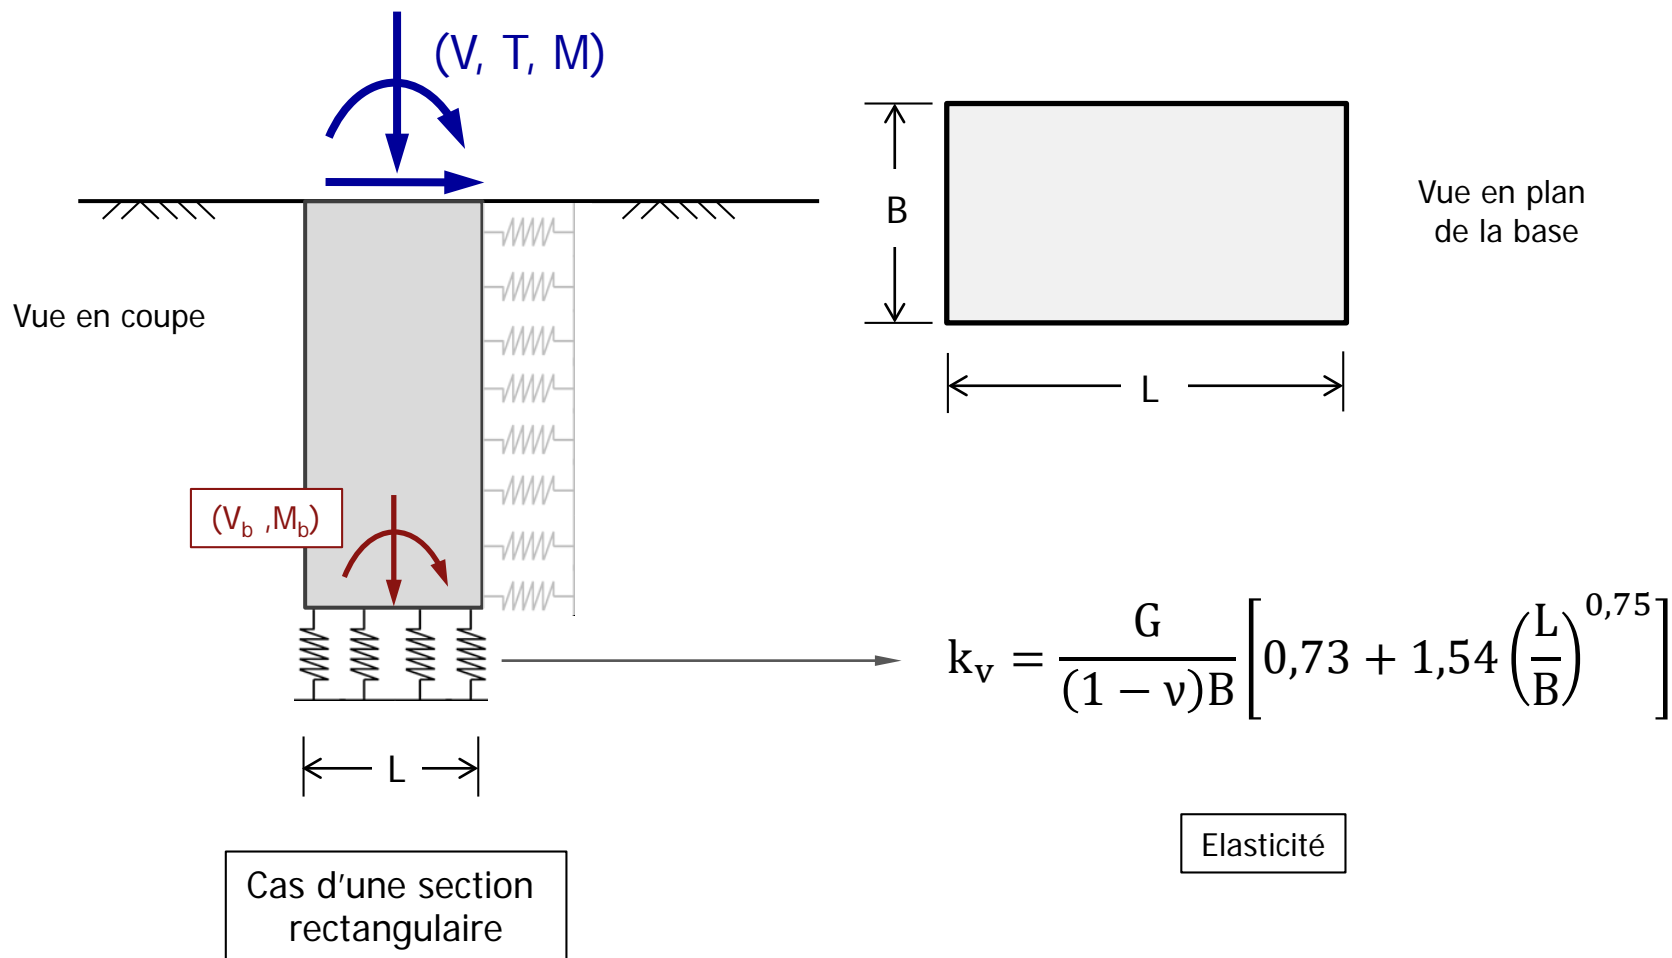 (V, T, M)
B
Vue en plan
de la base
Vue en coupe
L
(V_b ,M_b)
k_v = G / ((1 − ν)B) [0,73 + 1,54 (L/B)^0,75]
L
Elasticité
Cas d'une section
rectangulaire